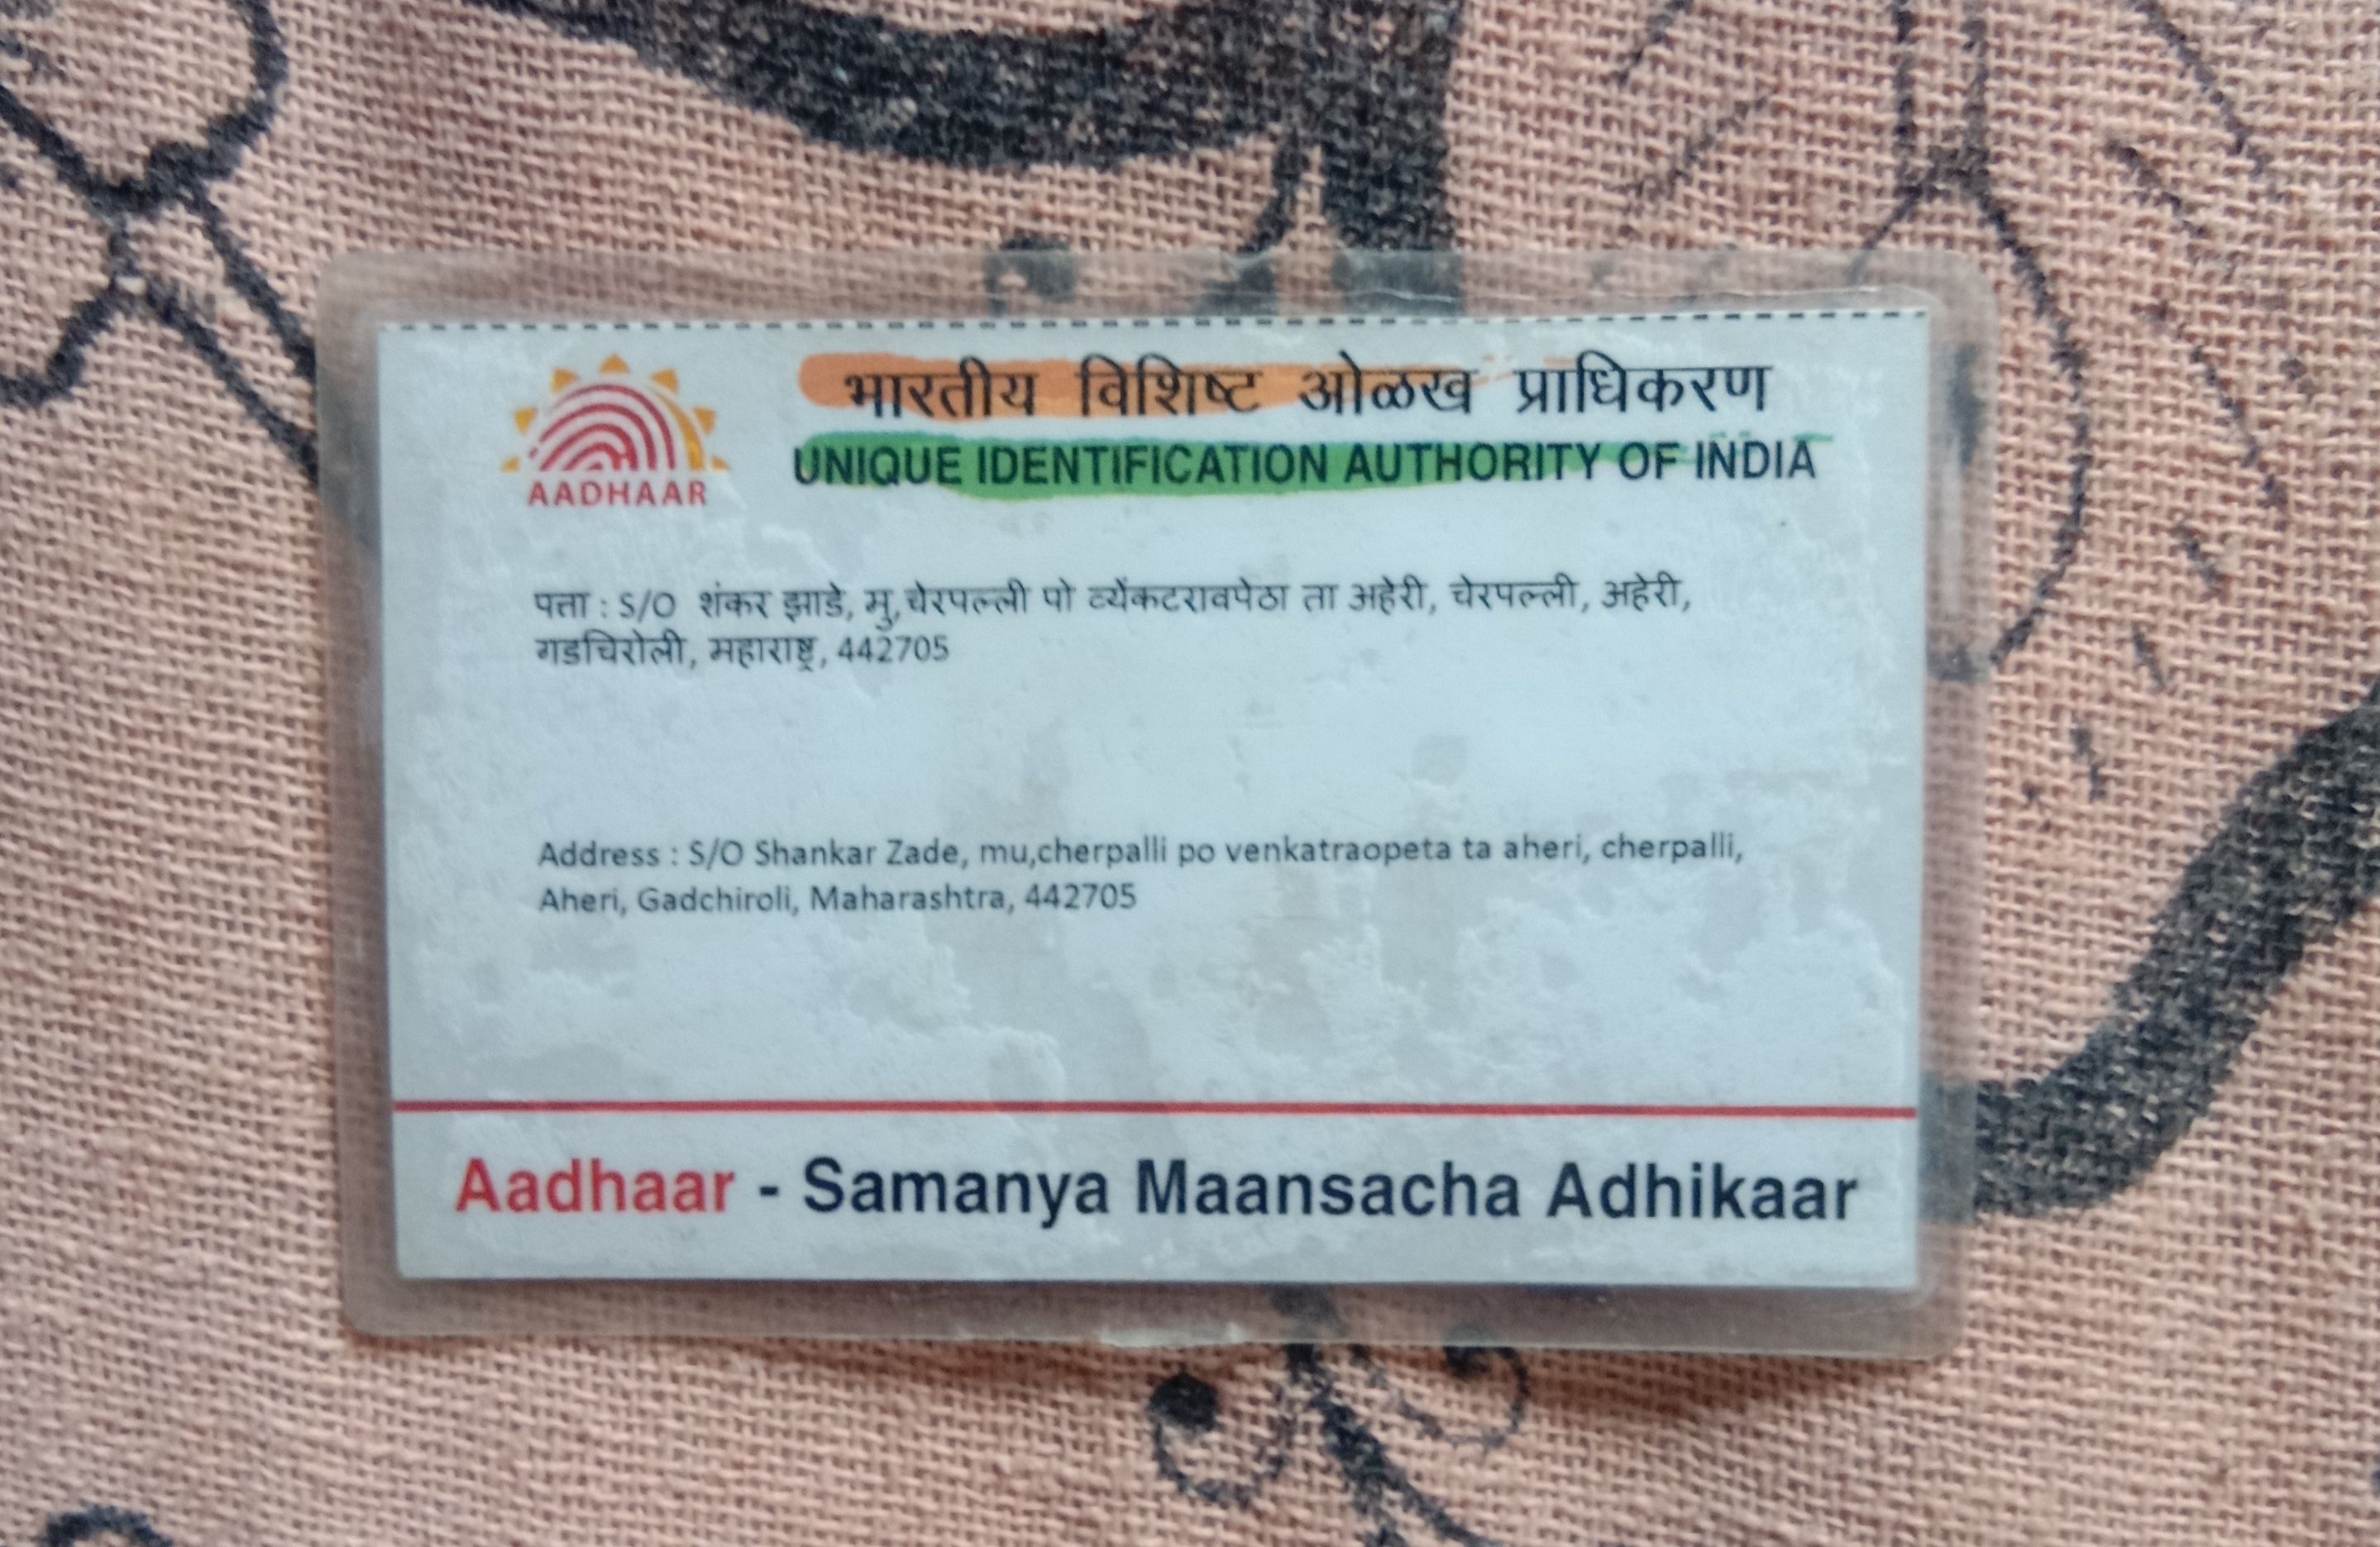 भारतीय विशिष्ट ओळख प्राधिकरण
UNIQUE IDENTIFICATION AUTHORITY OF INDIA
AADHAAR
पत्ता : S/O शंकर झाडे, मु,चेरपल्ली पो व्येंकटरावपेठा ता अहेरी, चेरपल्ली, अहेरी,
गडचिरोली, महाराष्ट्र, 442705
Address : S/O Shankar Zade, mu,cherpalli po venkatraopeta ta aheri, cherpalli,
Aheri, Gadchiroli, Maharashtra, 442705
Aadhaar - Samanya Maansacha Adhikaar